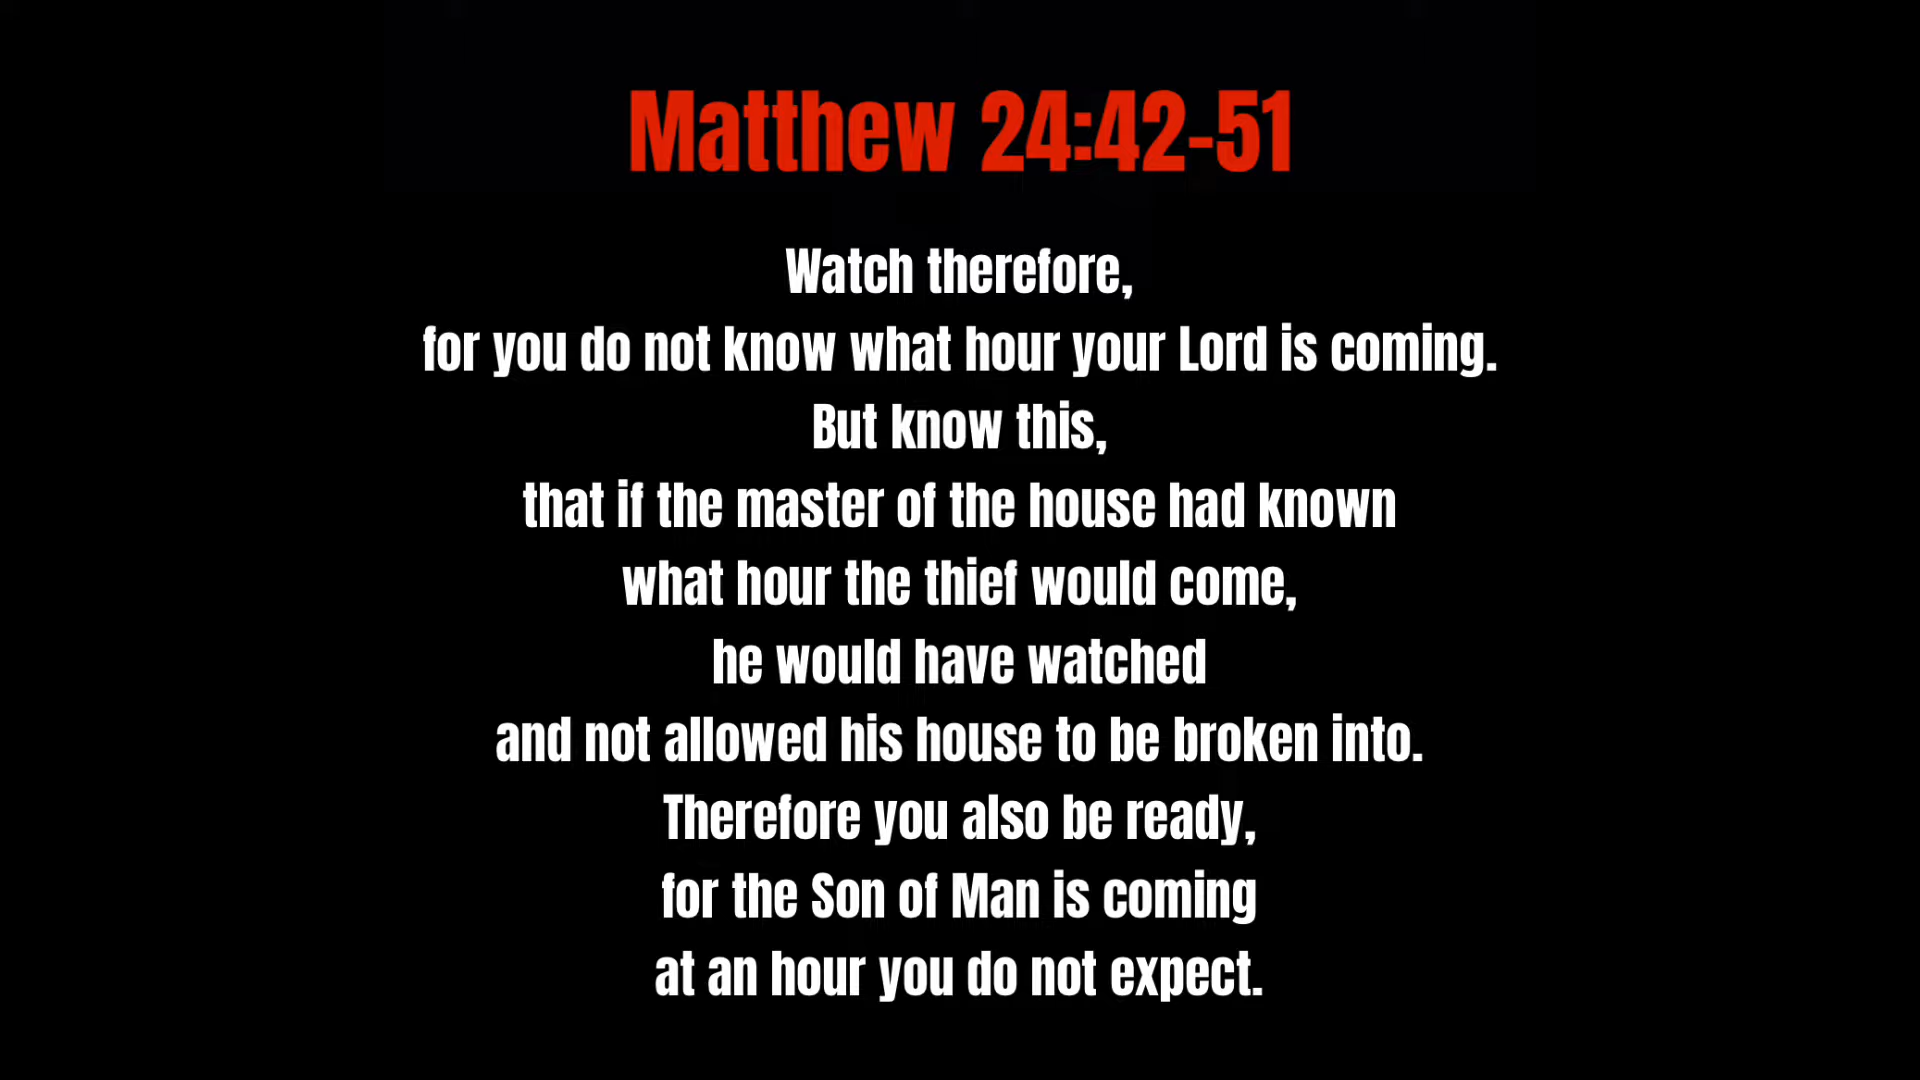 Matthew 24:42-51
Watch therefore,
for you do not know what hour your Lord is coming.
But know this,
that if the master of the house had known
what hour the thief would come,
he would have watched
and not allowed his house to be broken into.
Therefore you also be ready,
for the Son of Man is coming
at an hour you do not expect.